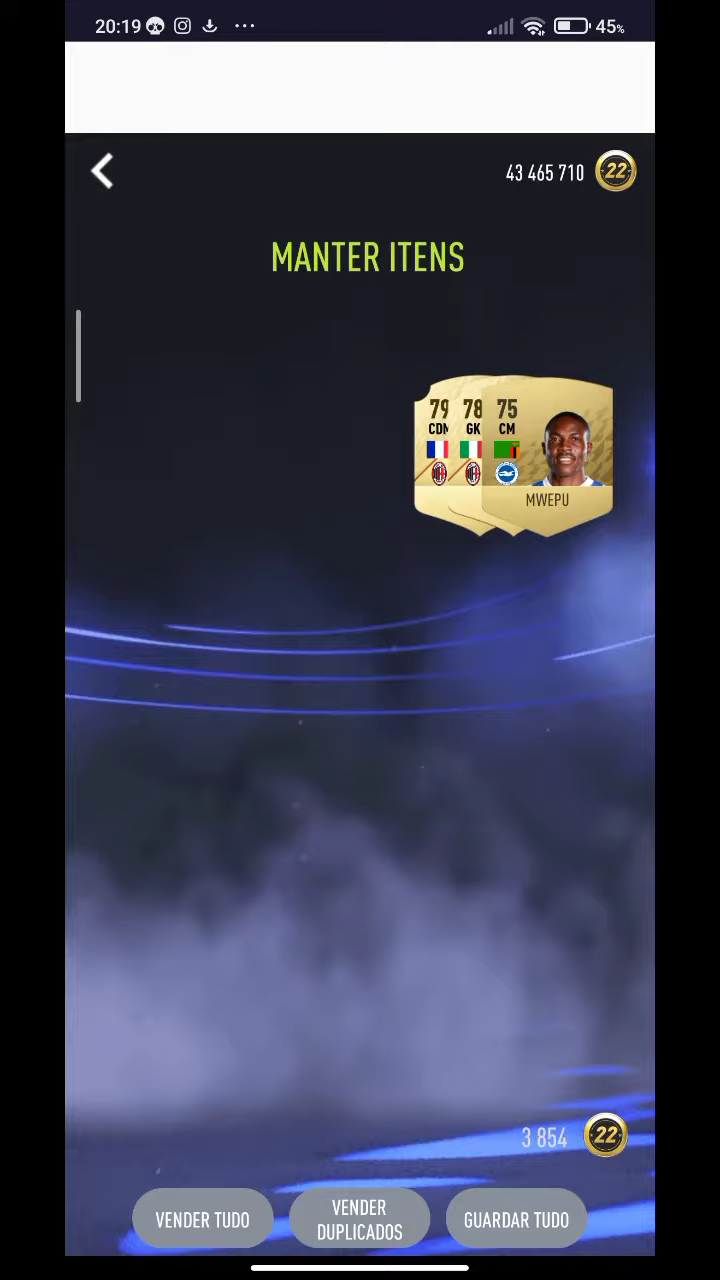 20:19
45%
43 465 710
22
MANTER ITENS
79
CDM
78
GK
75
CM
MWEPU
3 854
22
VENDER TUDO
VENDER
DUPLICADOS
GUARDAR TUDO